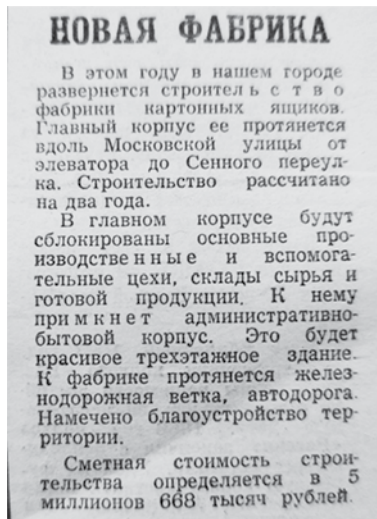 НОВАЯ ФАБРИКА
В этом году в нашем городе
развернется строительство
фабрики картонных ящиков.
Главный корпус ее протянется
вдоль Московской улицы от
элеватора до Сенного переул-
ка. Строительство рассчитано
на два года.
В главном корпусе будут
сблокированы основные про-
изводственные и вспомога-
тельные цехи, склады сырья и
готовой продукции. К нему
примкнет административно-
бытовой корпус. Это будет
красивое трехэтажное здание.
К фабрике протянется желез-
нодорожная ветка, автодорога.
Намечено благоустройство тер-
ритории.
Сметная стоимость строи-
тельства определяется в 5
миллионов 668 тысяч рублей.